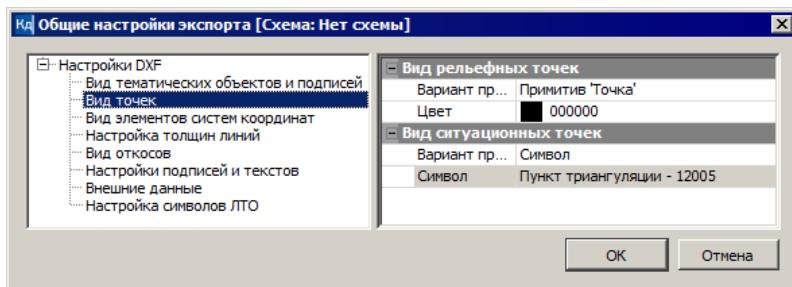 Кд Общие настройки экспорта [Схема: Нет схемы]
Настройки DXF
Вид тематических объектов и подписей
Вид точек
Вид элементов систем координат
Настройка толщин линий
Вид откосов
Настройки подписей и текстов
Внешние данные
Настройка символов ЛТО
Вид рельефных точек
Вариант пр... Примитив 'Точка'
Цвет 000000
Вид ситуационных точек
Вариант пр... Символ
Символ Пункт триангуляции - 12005
ОК Отмена